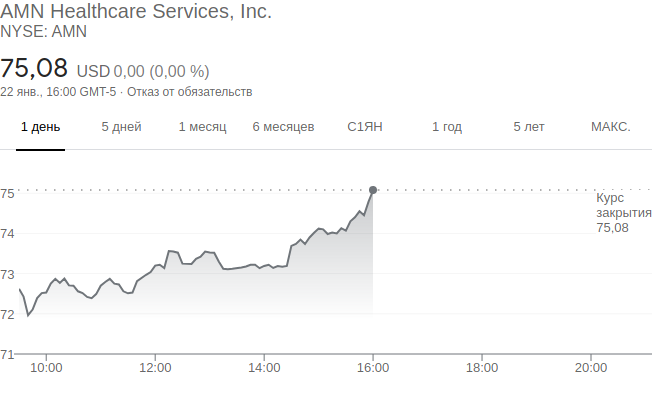 AMN Healthcare Services, Inc.
NYSE: AMN
75,08 USD 0,00 (0,00 %)
22 янв., 16:00 GMT-5 · Отказ от обязательств
1 день 5 дней 1 месяц 6 месяцев С1ЯН 1 год 5 лет МАКС.
75
Курс
закрытия
75,08
74
73
72
71
10:00 12:00 14:00 16:00 18:00 20:00